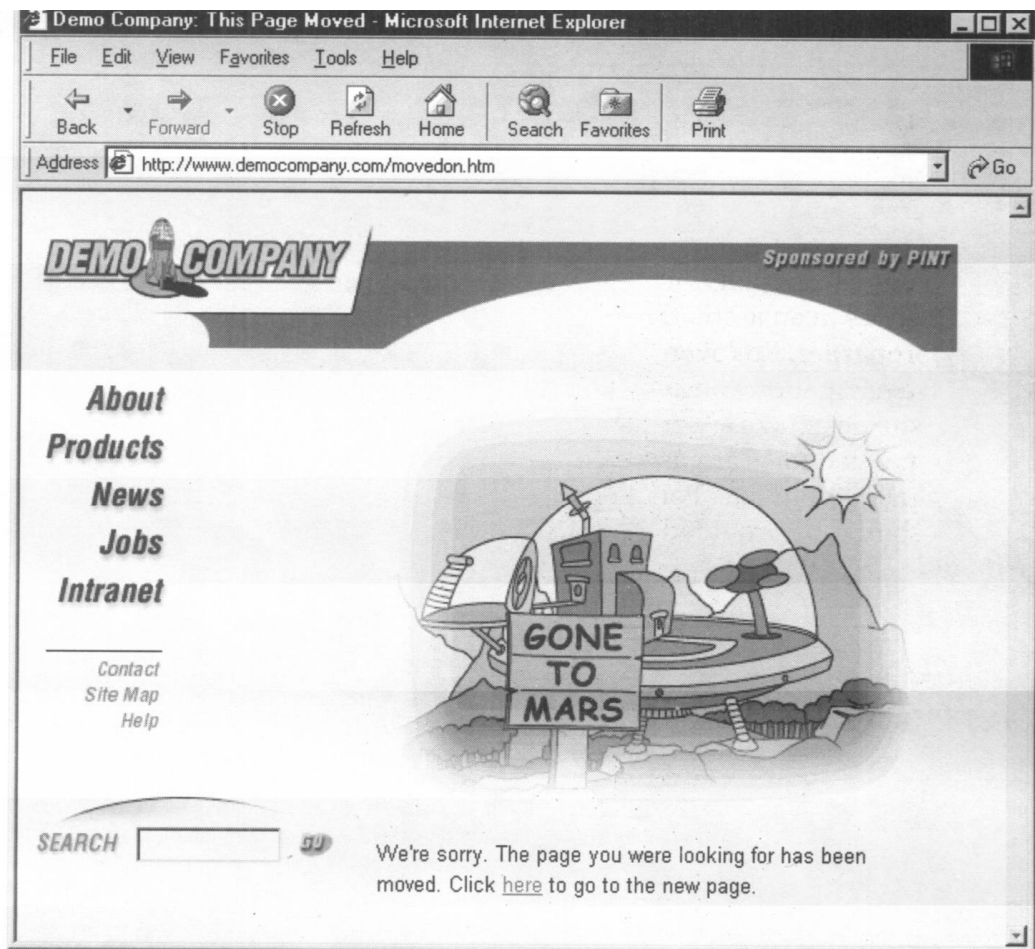 Demo Company: This Page Moved - Microsoft Internet Explorer
File Edit View Favorites Tools Help
Back Forward Stop Refresh Home Search Favorites Print
Address http://www.democompany.com/movedon.htm Go
DEMO COMPANY
Sponsored by PINT
About
Products
News
Jobs
Intranet
Contact
Site Map
Help
GONE
TO
MARS
SEARCH GO
We're sorry. The page you were looking for has been
moved. Click here to go to the new page.